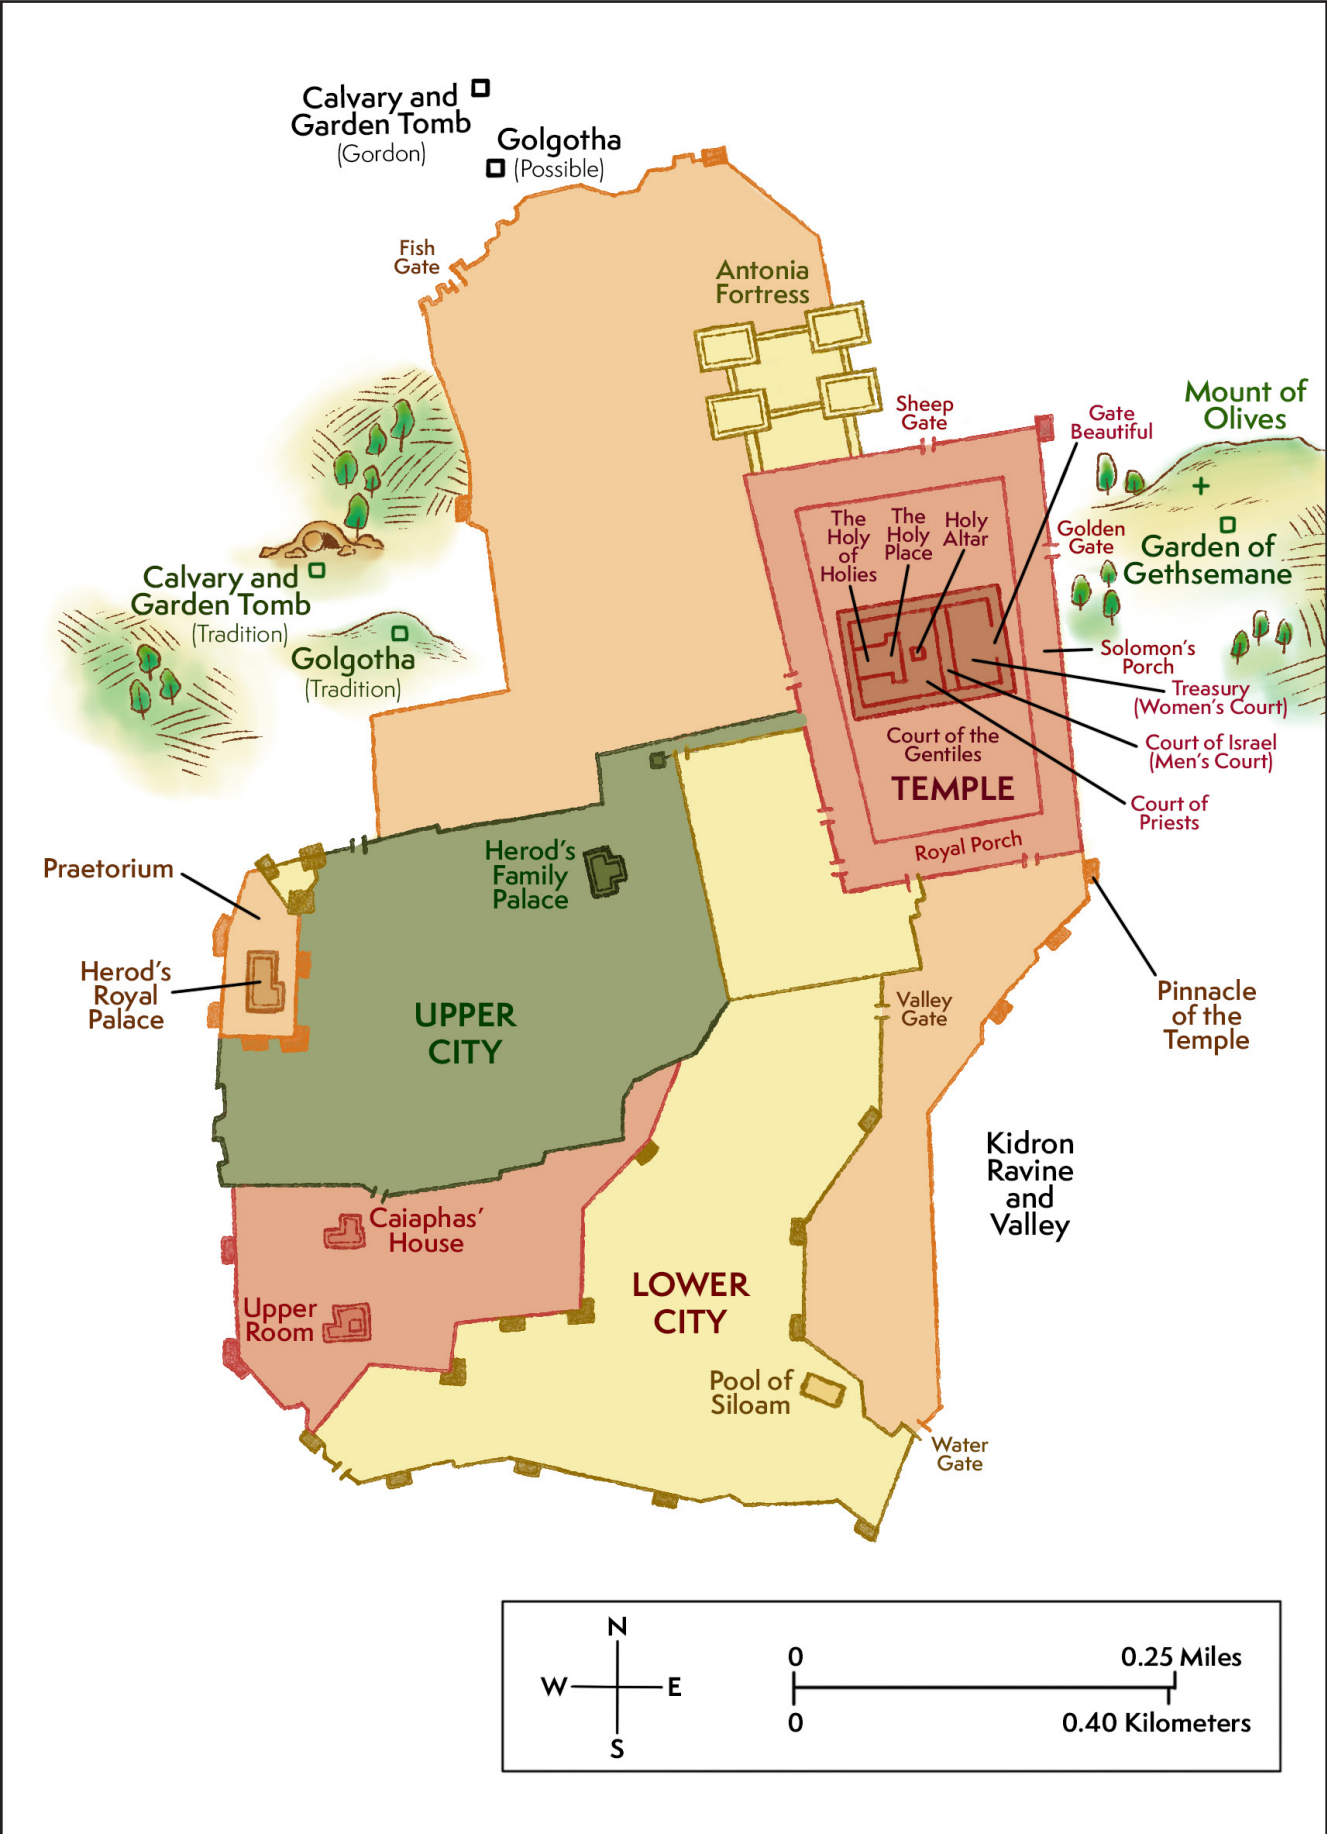 Calvary and
Garden Tomb
(Gordon)
Golgotha
(Possible)
Fish
Gate
Antonia
Fortress
Sheep
Gate
Gate
Beautiful
Mount of
Olives
The
Holy
of
Holies
The
Holy
Place
Holy
Altar
Golden
Gate
Garden of
Gethsemane
Calvary and
Garden Tomb
(Tradition)
Golgotha
(Tradition)
Solomon's
Porch
Treasury
(Women's Court)
Court of the
Gentiles
TEMPLE
Court of Israel
(Men's Court)
Court of
Priests
Royal Porch
Praetorium
Herod's
Family
Palace
Herod's
Royal
Palace
UPPER
CITY
Valley
Gate
Pinnacle
of the
Temple
Kidron
Ravine
and
Valley
Caiaphas'
House
Upper
Room
LOWER
CITY
Pool of
Siloam
Water
Gate
N
W E
S
0 0.25 Miles
0 0.40 Kilometers